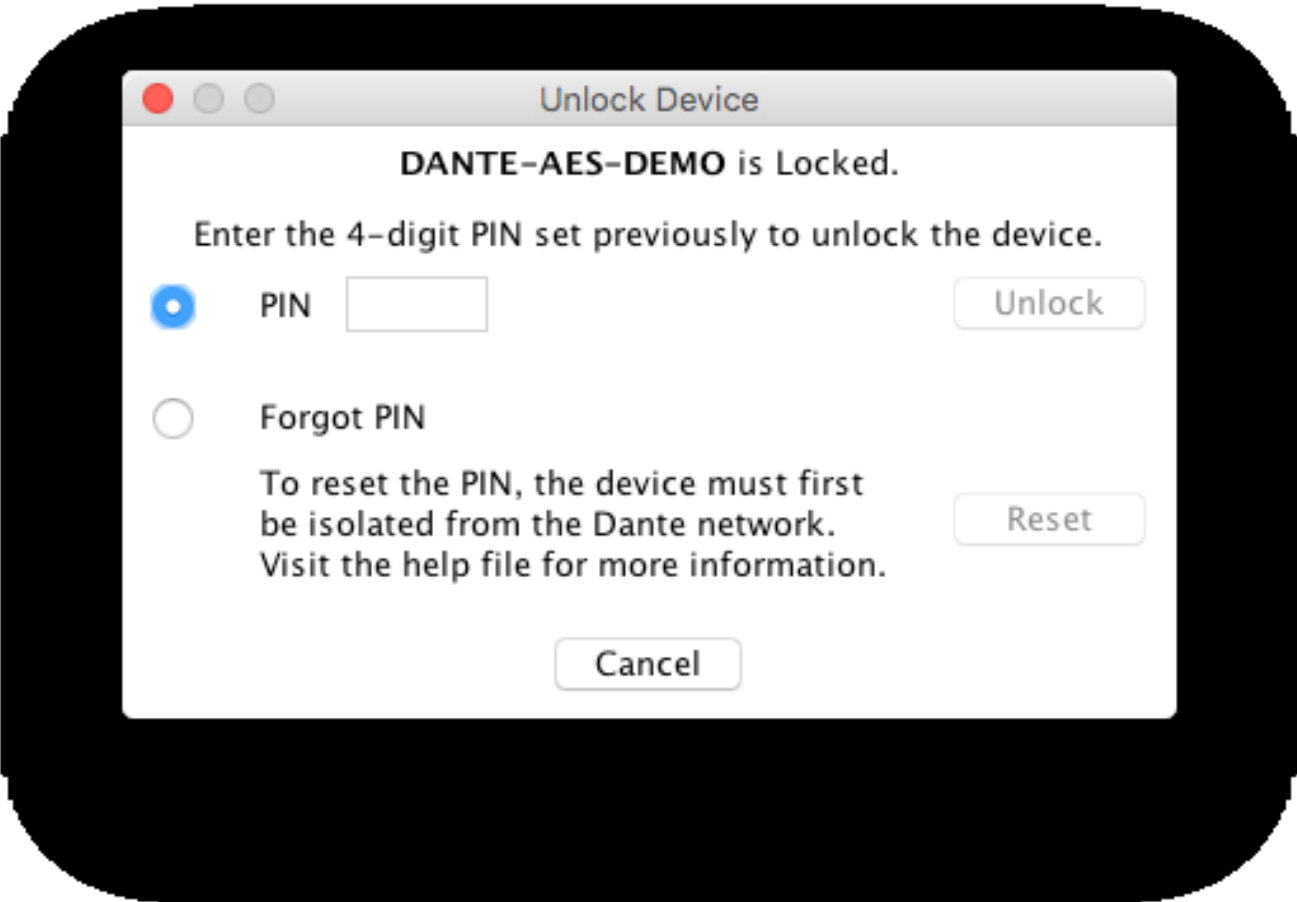 Unlock Device
DANTE-AES-DEMO is Locked.
Enter the 4-digit PIN set previously to unlock the device.
PIN
Unlock
Forgot PIN
To reset the PIN, the device must first
be isolated from the Dante network.
Visit the help file for more information.
Reset
Cancel